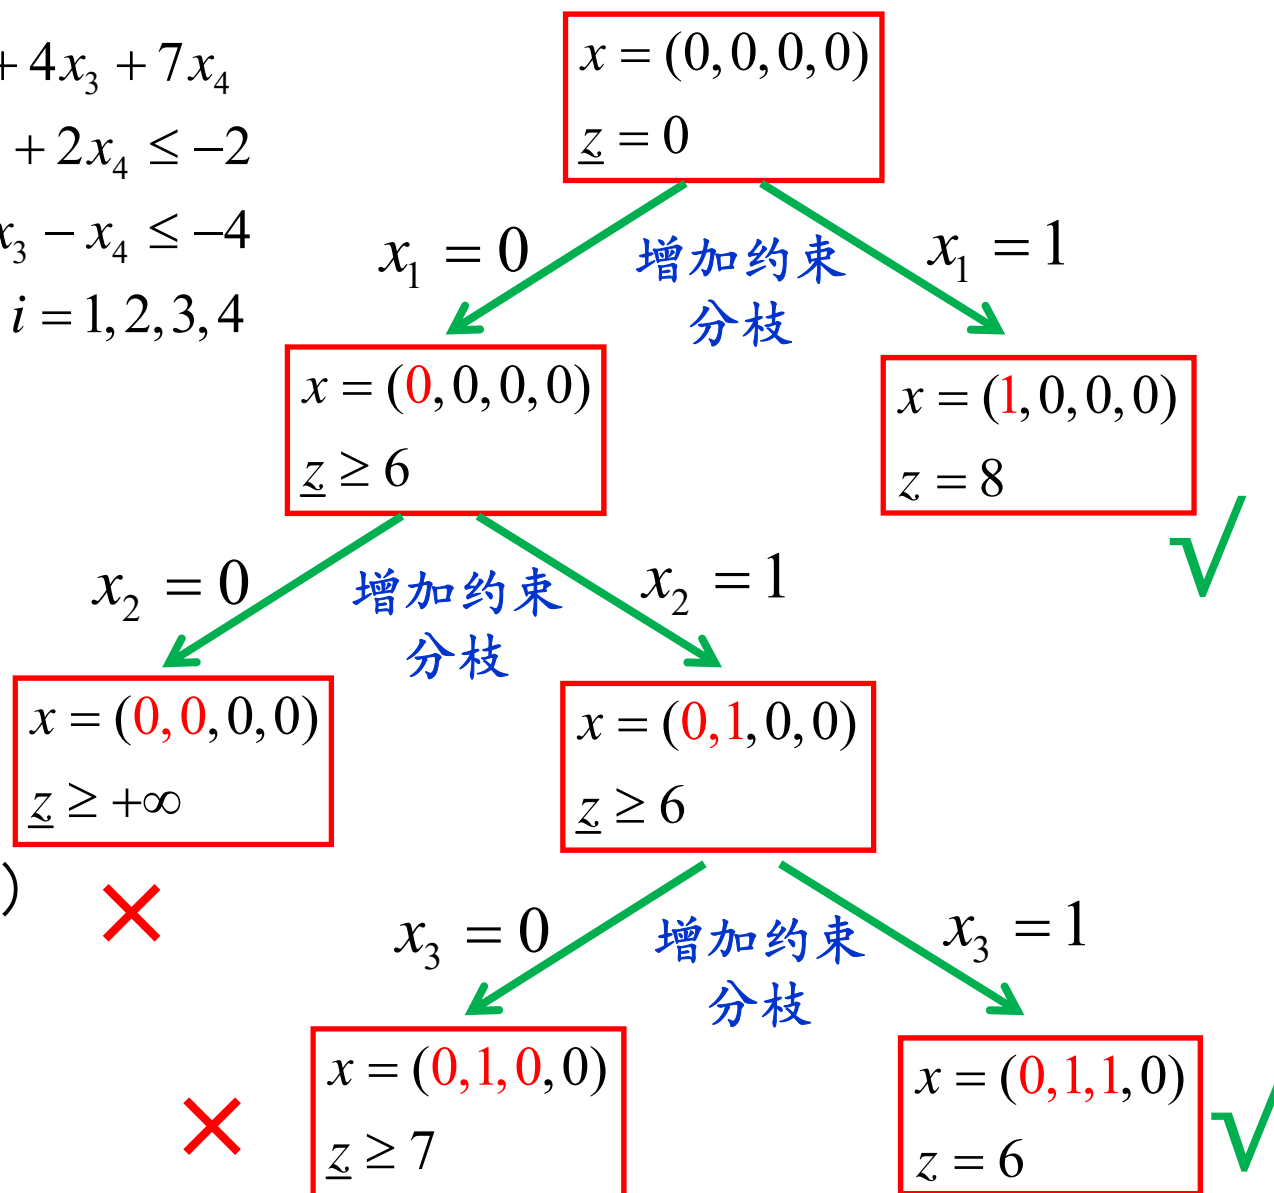 + 4x₃ + 7x₄
+ 2x₄ ≤ −2
x₃ − x₄ ≤ −4
i = 1, 2, 3, 4
x = (0, 0, 0, 0)
z = 0
x₁ = 0
增加约束
分枝
x₁ = 1
x = (0, 0, 0, 0)
z ≥ 6
x = (1, 0, 0, 0)
z = 8
√
x₂ = 0
增加约束
分枝
x₂ = 1
x = (0, 0, 0, 0)
z ≥ +∞
x = (0, 1, 0, 0)
z ≥ 6
)
×
x₃ = 0
增加约束
分枝
x₃ = 1
x = (0, 1, 0, 0)
z ≥ 7
×
x = (0, 1, 1, 0)
z = 6
√